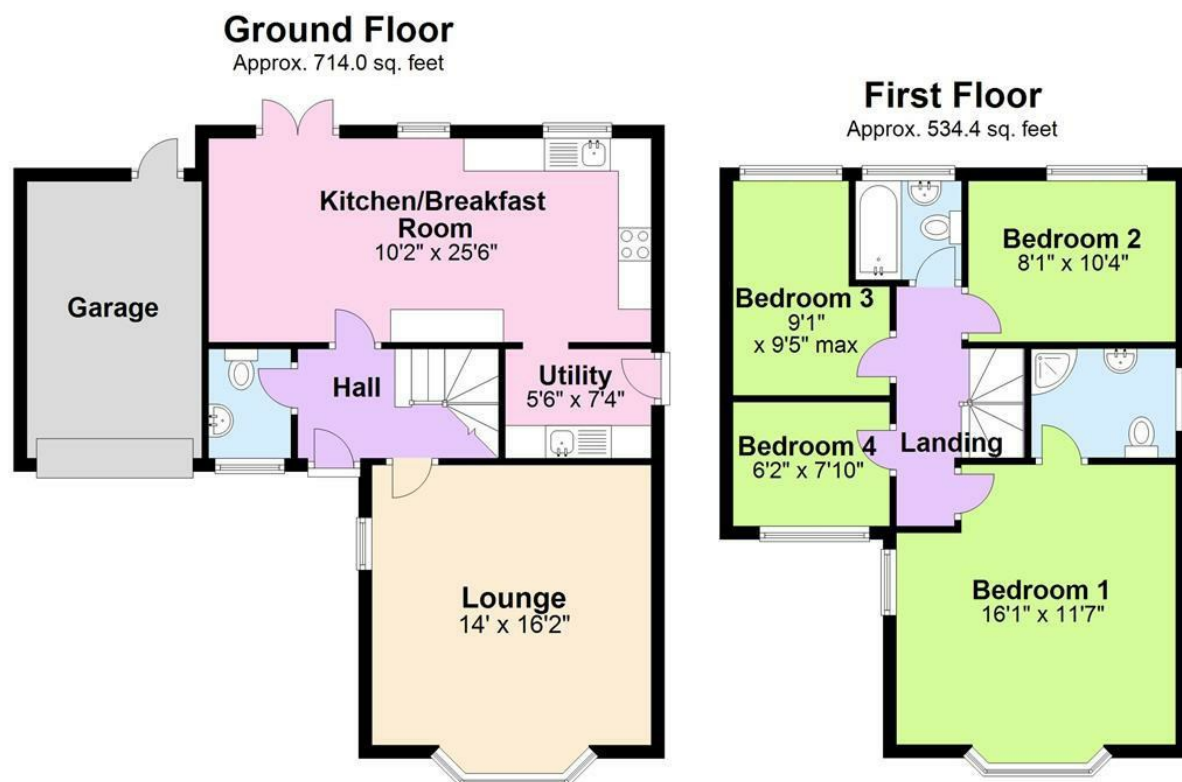 Ground Floor
Approx. 714.0 sq. feet
Kitchen/Breakfast
Room
10'2" x 25'6"
Garage
Hall
Utility
5'6" x 7'4"
Lounge
14' x 16'2"
First Floor
Approx. 534.4 sq. feet
Bedroom 2
8'1" x 10'4"
Bedroom 3
9'1"
x 9'5" max
Bedroom 4
6'2" x 7'10"
Landing
Bedroom 1
16'1" x 11'7"